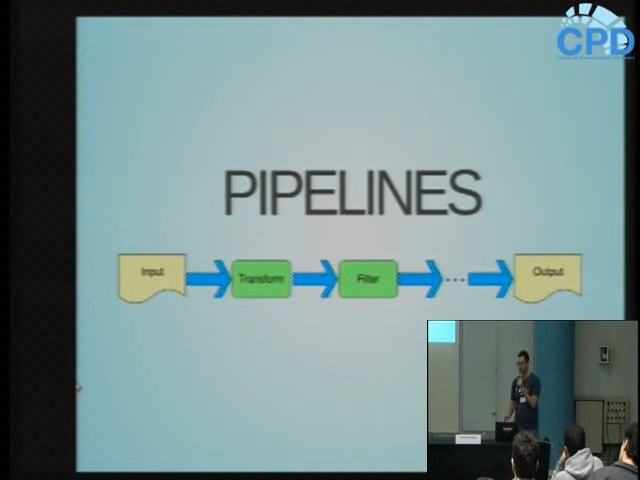 CPD
PIPELINES
Input
Transform
Filter
Output